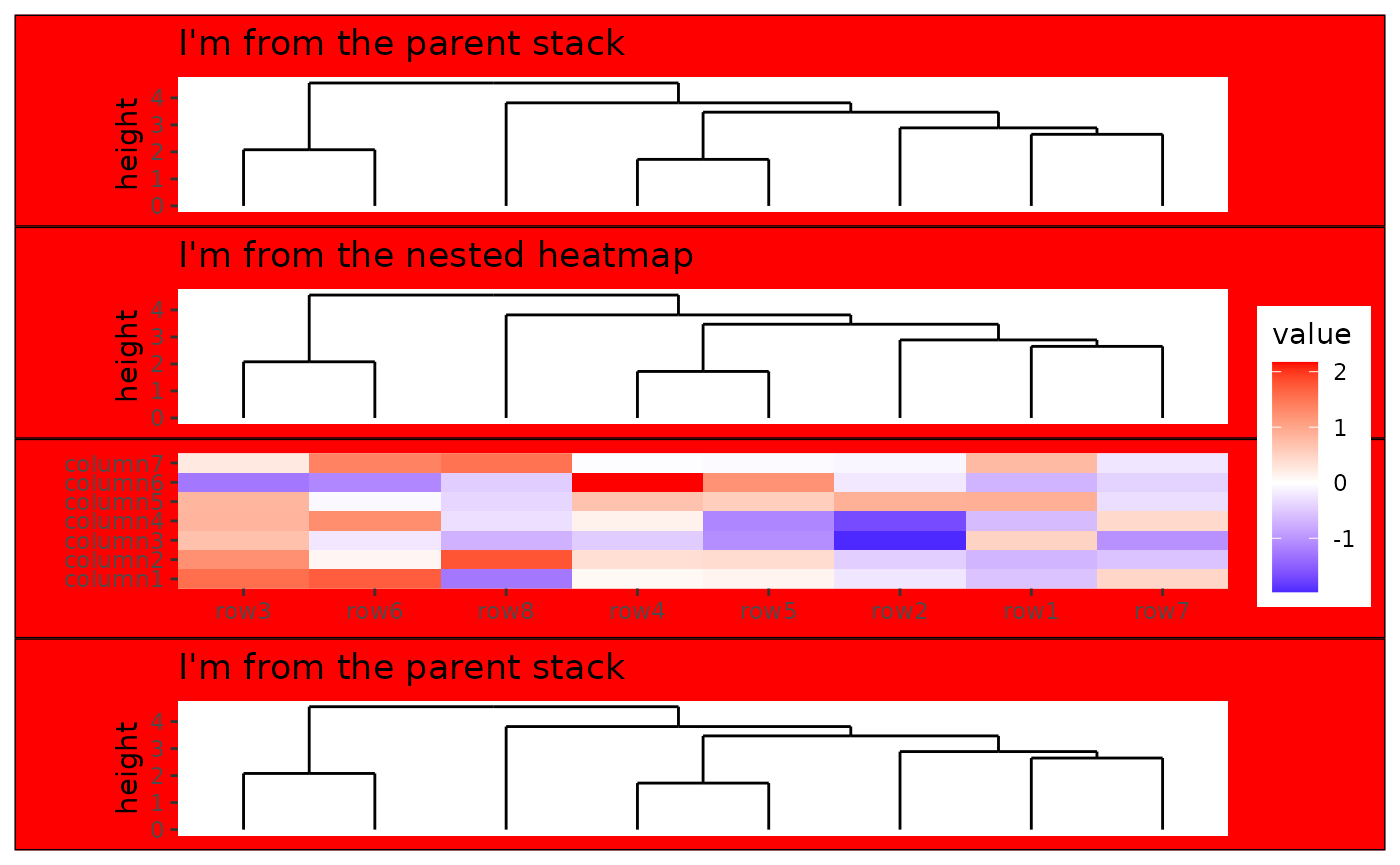 I'm from the parent stack
height
4
3
2
1
0
I'm from the nested heatmap
height
4
3
2
1
0
value
2
1
0
-1
column7
column6
column5
column4
column3
column2
column1
row3 row6 row8 row4 row5 row2 row1 row7
I'm from the parent stack
height
4
3
2
1
0